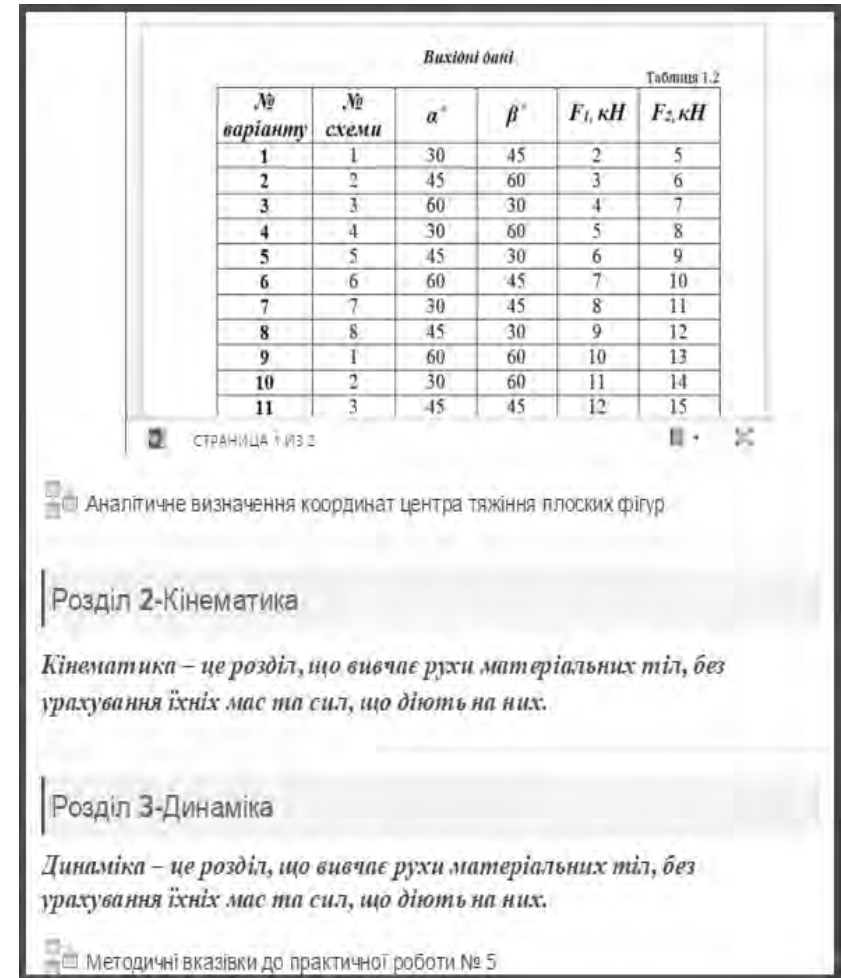 Вихідні дані
Таблиця 1.2
№ варіанту № схеми α° β° F1, кН F2, кН
1 1 30 45 2 5
2 2 45 60 3 6
3 3 60 30 4 7
4 4 30 60 5 8
5 5 45 30 6 9
6 6 60 45 7 10
7 7 30 45 8 11
8 8 45 30 9 12
9 1 60 60 10 13
10 2 30 60 11 14
11 3 45 45 12 15
СТРАНИЦА 1 ИЗ 2
Аналітичне визначення координат центра тяжіння плоских фігур
Розділ 2-Кінематика
Кінематика – це розділ, що вивчає рухи матеріальних тіл, без
урахування їхніх мас та сил, що діють на них.
Розділ 3-Динаміка
Динаміка – це розділ, що вивчає рухи матеріальних тіл, без
урахування їхніх мас та сил, що діють на них.
Методичні вказівки до практичної роботи № 5